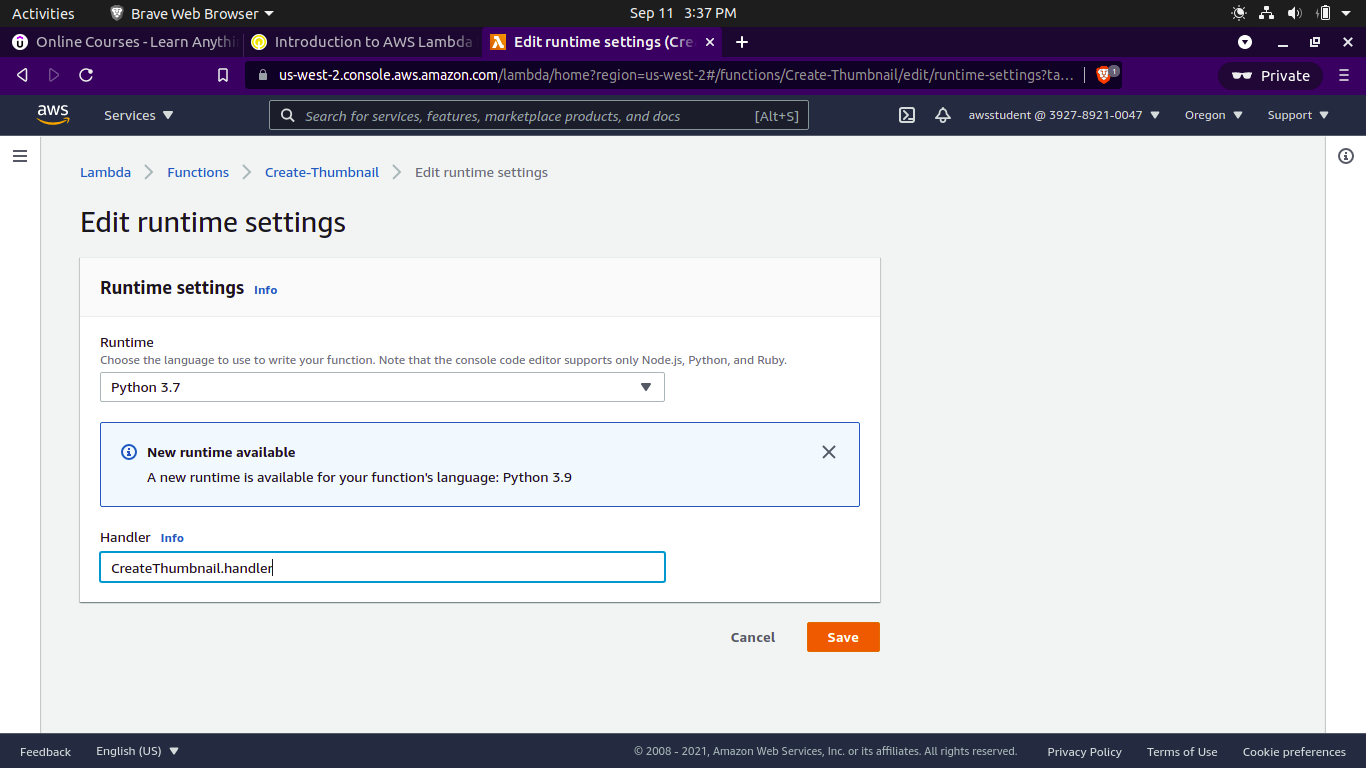 Activities Brave Web Browser Sep 11 3:37 PM
Online Courses - Learn Anythi Introduction to AWS Lambda Edit runtime settings (Cre
us-west-2.console.aws.amazon.com/lambda/home?region=us-west-2#/functions/Create-Thumbnail/edit/runtime-settings?ta... 1 Private
aws Services Search for services, features, marketplace products, and docs [Alt+S] awsstudent @ 3927-8921-0047 Oregon Support
Lambda Functions Create-Thumbnail Edit runtime settings
Edit runtime settings
Runtime settings Info
Runtime
Choose the language to use to write your function. Note that the console code editor supports only Node.js, Python, and Ruby.
Python 3.7
New runtime available
A new runtime is available for your function's language: Python 3.9
Handler Info
CreateThumbnail.handler
Cancel Save
Feedback English (US) © 2008 - 2021, Amazon Web Services, Inc. or its affiliates. All rights reserved. Privacy Policy Terms of Use Cookie preferences